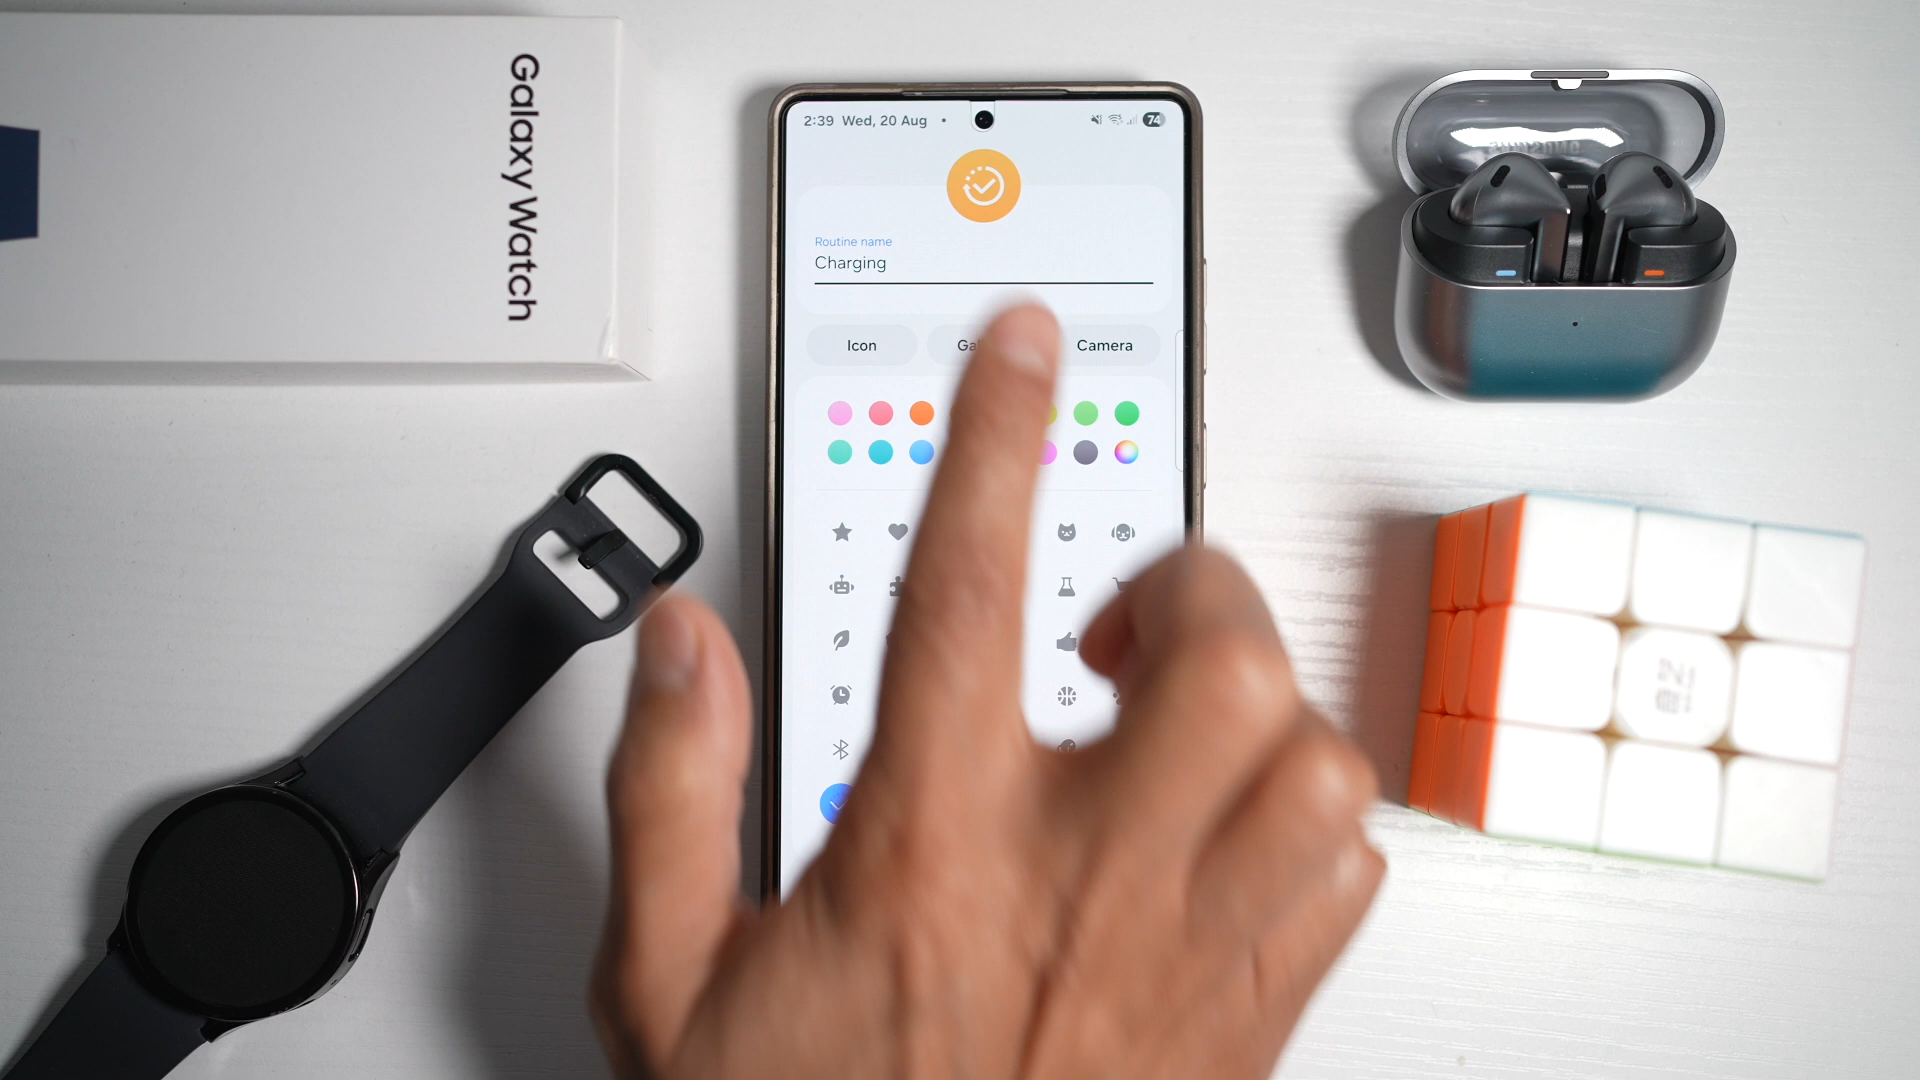 Galaxy Watch
2:39 Wed, 20 Aug
74
Routine name
Charging
Icon
Camera